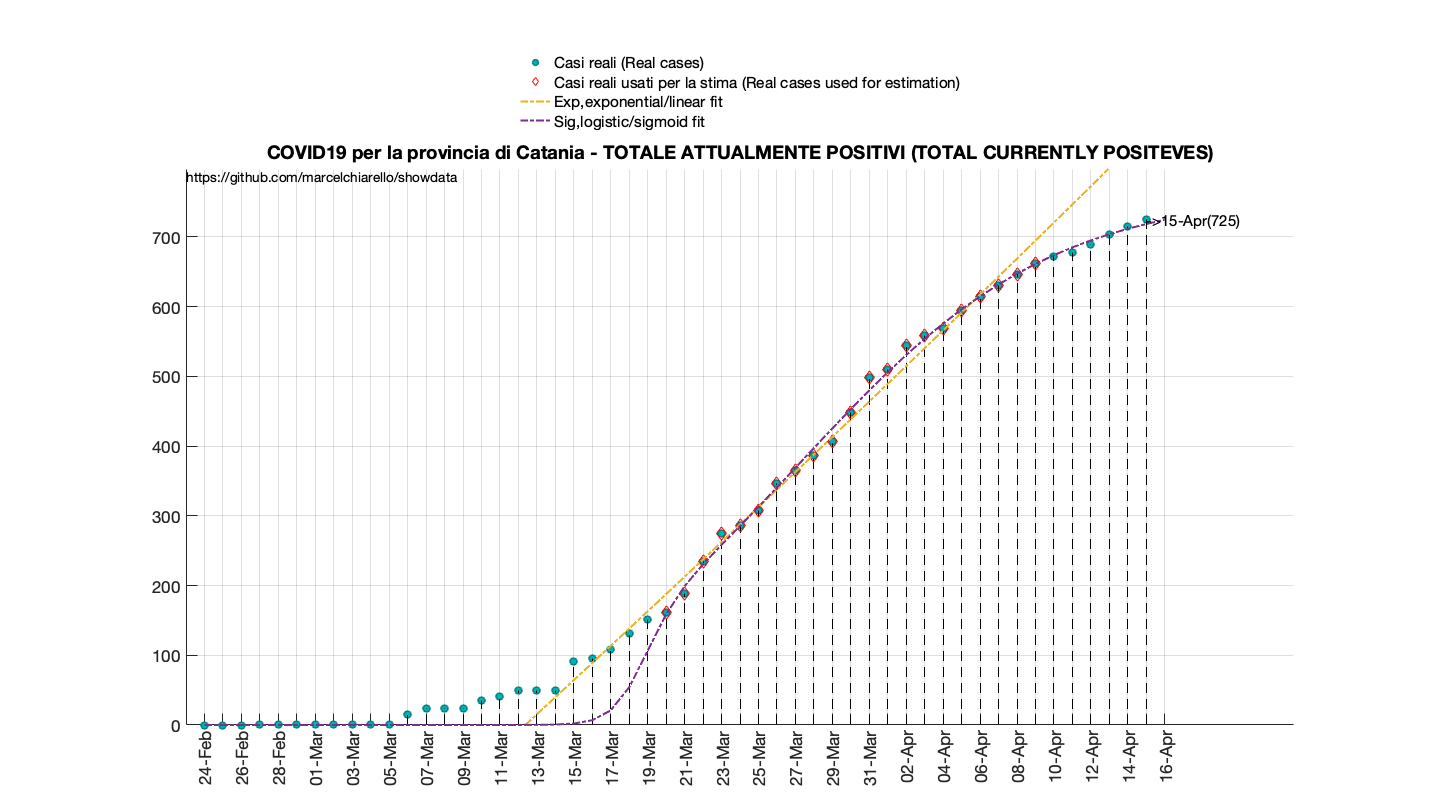 Casi reali (Real cases)
Casi reali usati per la stima (Real cases used for estimation)
Exp,exponential/linear fit
Sig,logistic/sigmoid fit
COVID19 per la provincia di Catania - TOTALE ATTUALMENTE POSITIVI (TOTAL CURRENTLY POSITEVES)
https://github.com/marcelchiarello/showdata
700
600
500
400
300
200
100
0
>15-Apr(725)
24-Feb
26-Feb
28-Feb
01-Mar
03-Mar
05-Mar
07-Mar
09-Mar
11-Mar
13-Mar
15-Mar
17-Mar
19-Mar
21-Mar
23-Mar
25-Mar
27-Mar
29-Mar
31-Mar
02-Apr
04-Apr
06-Apr
08-Apr
10-Apr
12-Apr
14-Apr
16-Apr